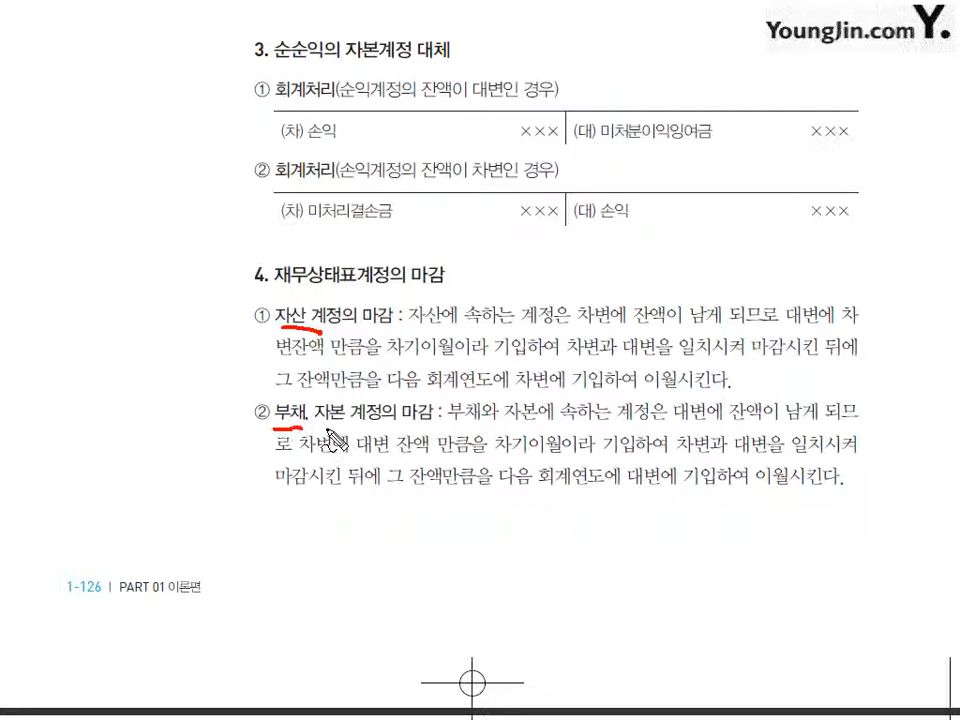 YoungJin.com Y.
3. 순순익의 자본계정 대체
① 회계처리(순익계정의 잔액이 대변인 경우)
(차) 손익 ××× (대) 미처분이익잉여금 ×××
② 회계처리(손익계정의 잔액이 차변인 경우)
(차) 미처리결손금 ××× (대) 손익 ×××
4. 재무상태표계정의 마감
① 자산 계정의 마감 : 자산에 속하는 계정은 차변에 잔액이 남게 되므로 대변에 차
변잔액 만큼을 차기이월이라 기입하여 차변과 대변을 일치시켜 마감시킨 뒤에
그 잔액만큼을 다음 회계연도에 차변에 기입하여 이월시킨다.
② 부채, 자본 계정의 마감 : 부채와 자본에 속하는 계정은 대변에 잔액이 남게 되므
로 차변에 대변 잔액 만큼을 차기이월이라 기입하여 차변과 대변을 일치시켜
마감시킨 뒤에 그 잔액만큼을 다음 회계연도에 대변에 기입하여 이월시킨다.
1-126 | PART 01 이론편